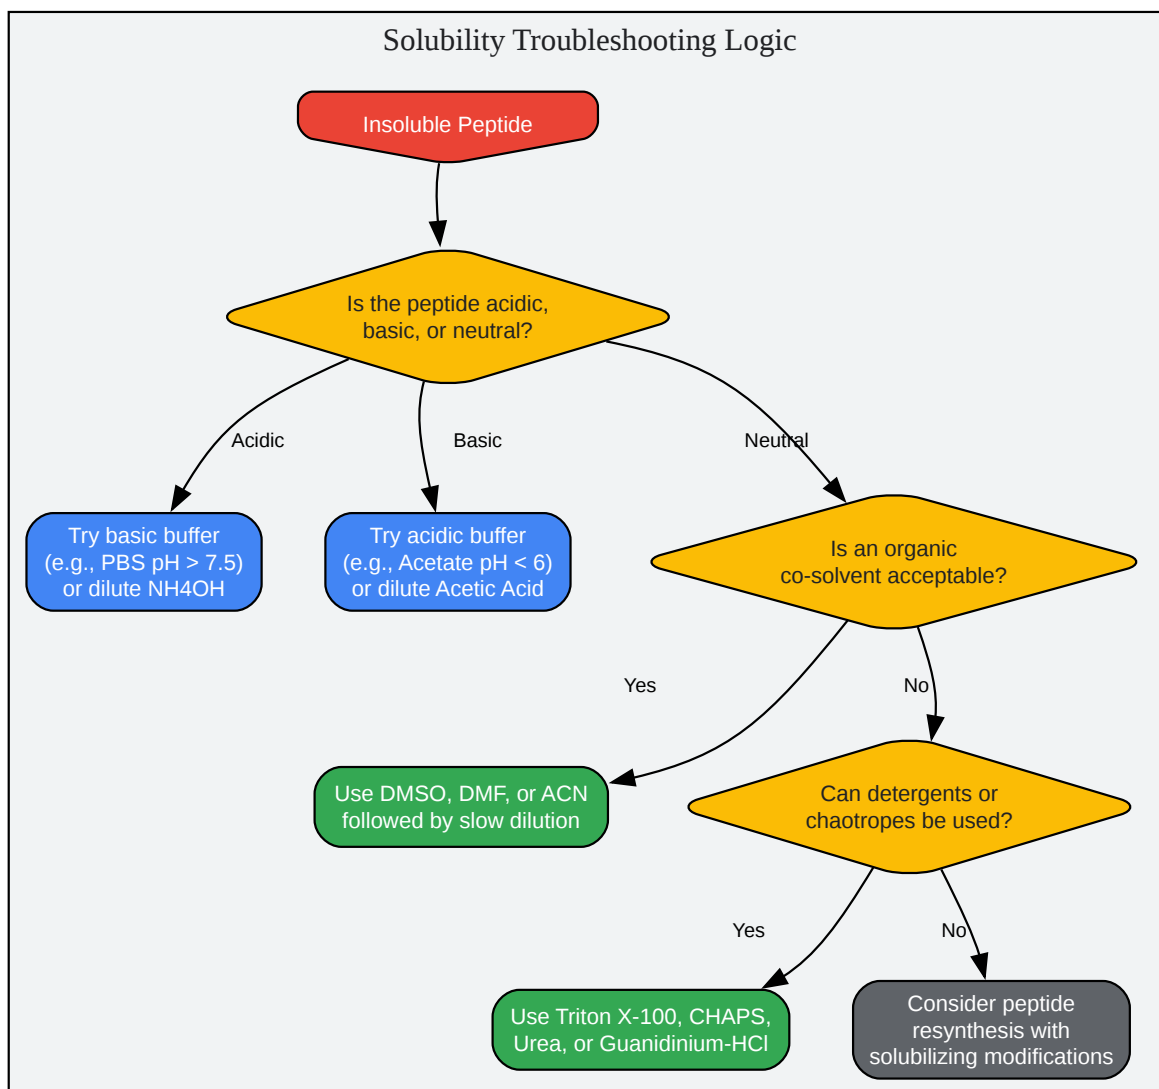 Solubility Troubleshooting Logic
Insoluble Peptide
Is the peptide acidic,
basic, or neutral?
Acidic
Basic
Neutral
Try basic buffer
(e.g., PBS pH > 7.5)
or dilute NH4OH
Try acidic buffer
(e.g., Acetate pH < 6)
or dilute Acetic Acid
Is an organic
co-solvent acceptable?
Yes
No
Use DMSO, DMF, or ACN
followed by slow dilution
Can detergents or
chaotropes be used?
Yes
No
Use Triton X-100, CHAPS,
Urea, or Guanidinium-HCl
Consider peptide
resynthesis with
solubilizing modifications